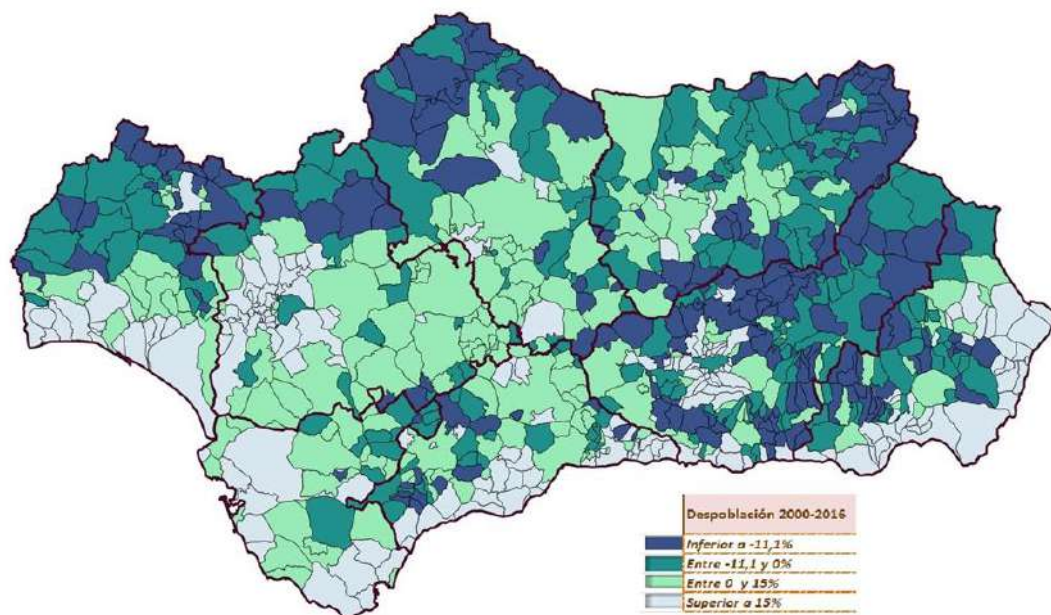 Despoblación 2000-2016
Inferior a -11,1%
Entre -11,1 y 0%
Entre 0 y 15%
Superior a 15%